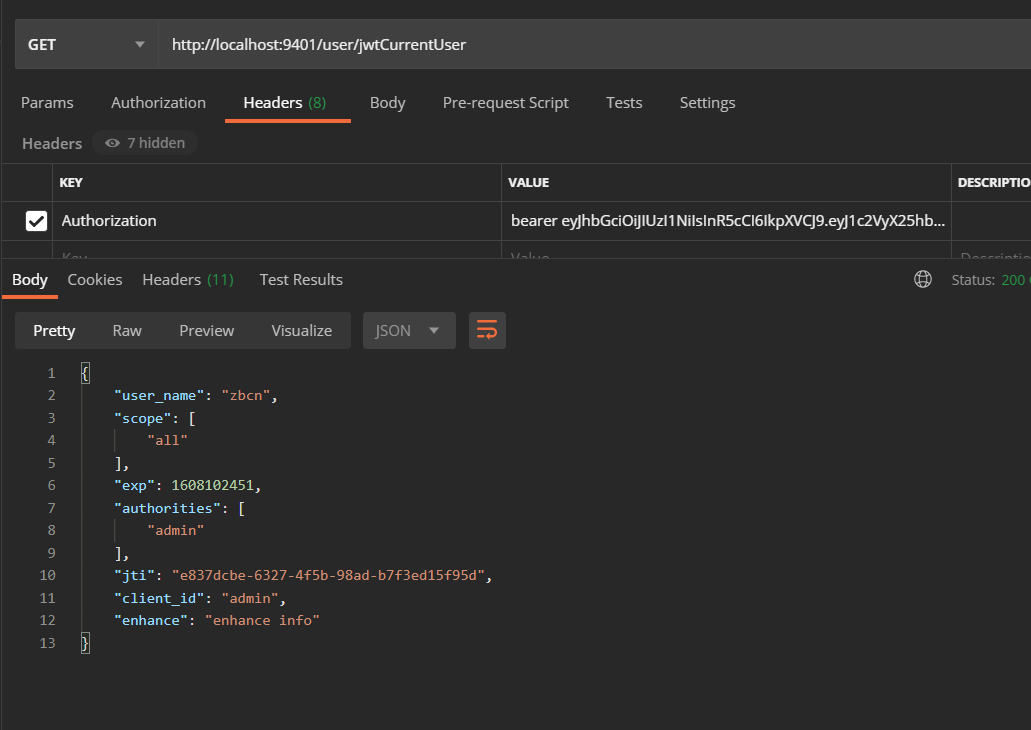 GET http://localhost:9401/user/jwtCurrentUser
Params Authorization Headers (8) Body Pre-request Script Tests Settings
Headers 7 hidden
KEY VALUE DESCRIPTIO
Authorization bearer eyJhbGciOiJIUzI1NiIsInR5cCI6IkpXVCJ9.eyJ1c2VyX25hb...
Key Value Descriptio
Body Cookies Headers (11) Test Results Status: 200
Pretty Raw Preview Visualize JSON
1 {
2 "user_name": "zbcn",
3 "scope": [
4 "all"
5 ],
6 "exp": 1608102451,
7 "authorities": [
8 "admin"
9 ],
10 "jti": "e837dcbe-6327-4f5b-98ad-b7f3ed15f95d",
11 "client_id": "admin",
12 "enhance": "enhance info"
13 }